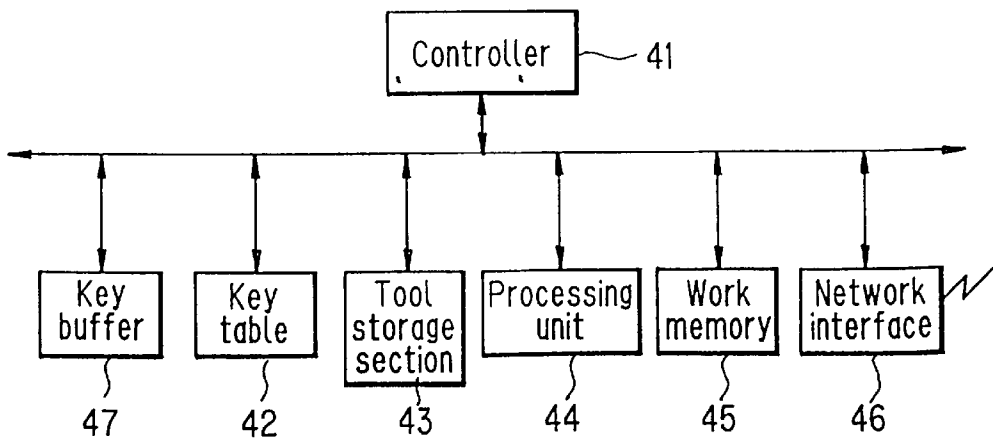 Controller
41
Key
buffer
Key
table
Tool
storage
section
Processing
unit
Work
memory
Network
interface
47
42
43
44
45
46